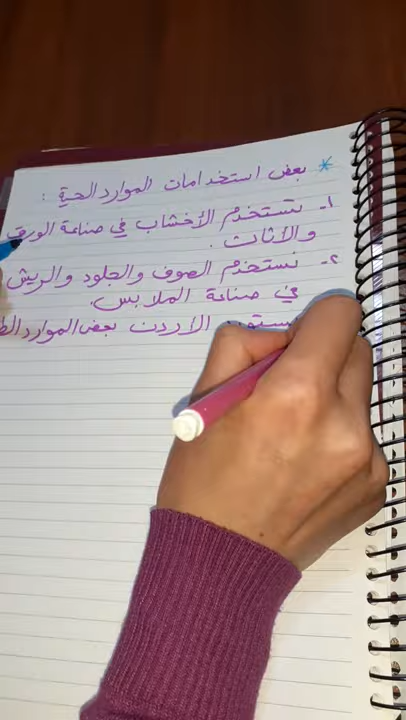 * بعض استخدامات الموارد الحية :
١- تستخدم الأخشاب في صناعة الورق
والأثاث .
٢- نستخدم الصوف والجلود والريش
في صناعة الملابس.
الأردن بعض الموارد